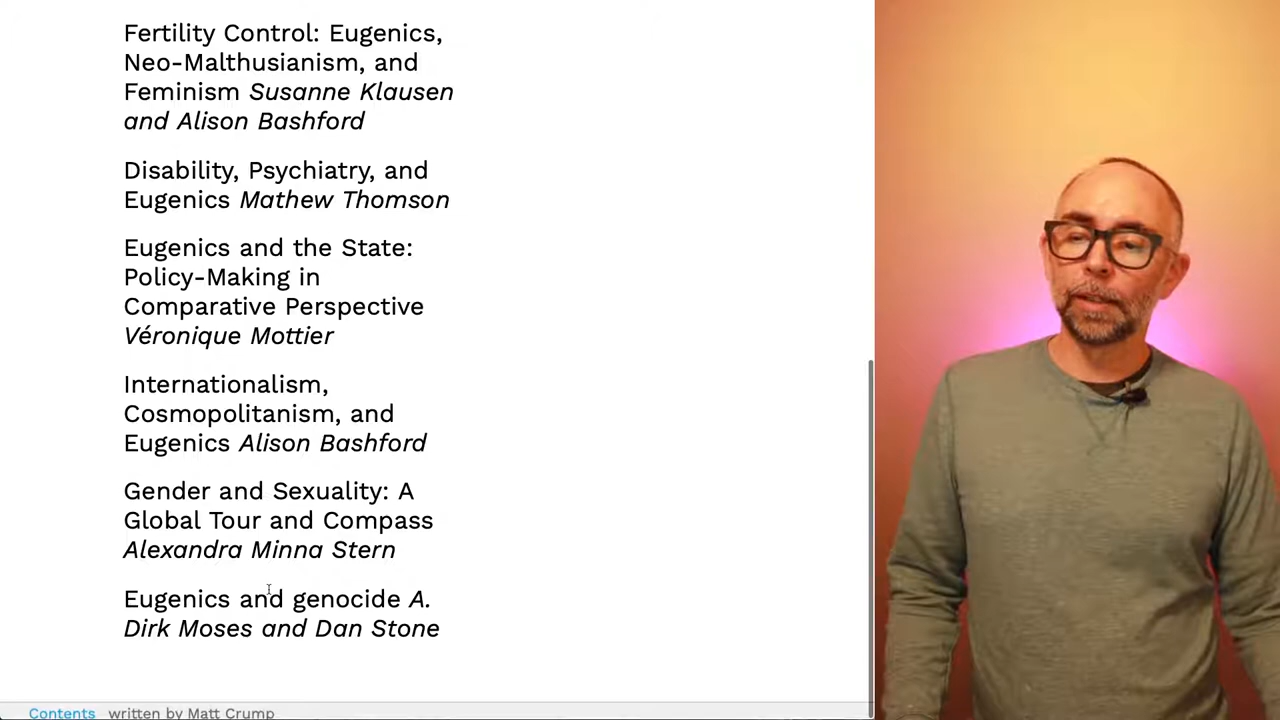 Fertility Control: Eugenics,
Neo-Malthusianism, and
Feminism Susanne Klausen
and Alison Bashford
Disability, Psychiatry, and
Eugenics Mathew Thomson
Eugenics and the State:
Policy-Making in
Comparative Perspective
Véronique Mottier
Internationalism,
Cosmopolitanism, and
Eugenics Alison Bashford
Gender and Sexuality: A
Global Tour and Compass
Alexandra Minna Stern
Eugenics and genocide A.
Dirk Moses and Dan Stone
Contents written by Matt Crump